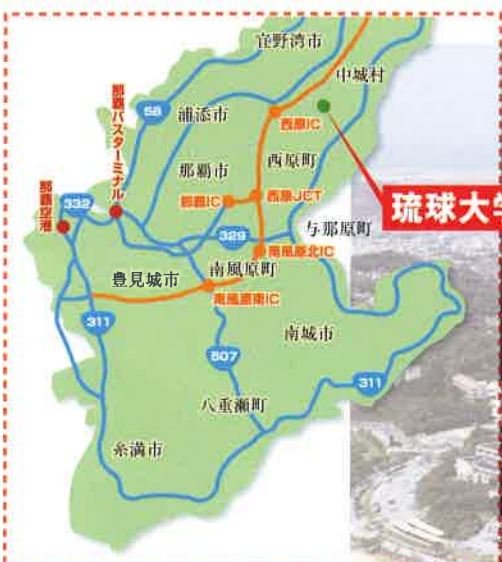 宜野湾市
中城村
58
浦添市
西原IC
那覇バスターミナル
那覇市
西原町
那覇空港
332
那覇IC
西原JCT
琉球大学
329
与那原町
南風原北IC
豊見城市
南風原町
南風原南IC
311
南城市
507
311
八重瀬町
糸満市